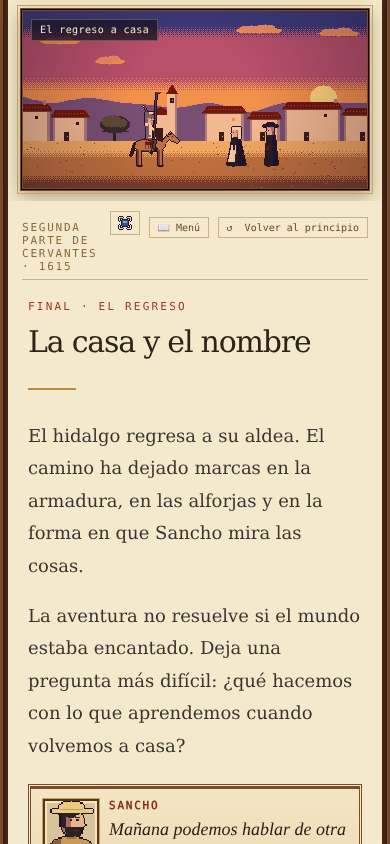 El regreso a casa
SEGUNDA
PARTE DE
CERVANTES
· 1615
📖 Menú
↺ Volver al principio
FINAL · EL REGRESO
La casa y el nombre
El hidalgo regresa a su aldea. El
camino ha dejado marcas en la
armadura, en las alforjas y en la
forma en que Sancho mira las
cosas.
La aventura no resuelve si el mundo
estaba encantado. Deja una
pregunta más difícil: ¿qué hacemos
con lo que aprendemos cuando
volvemos a casa?
SANCHO
Mañana podemos hablar de otra